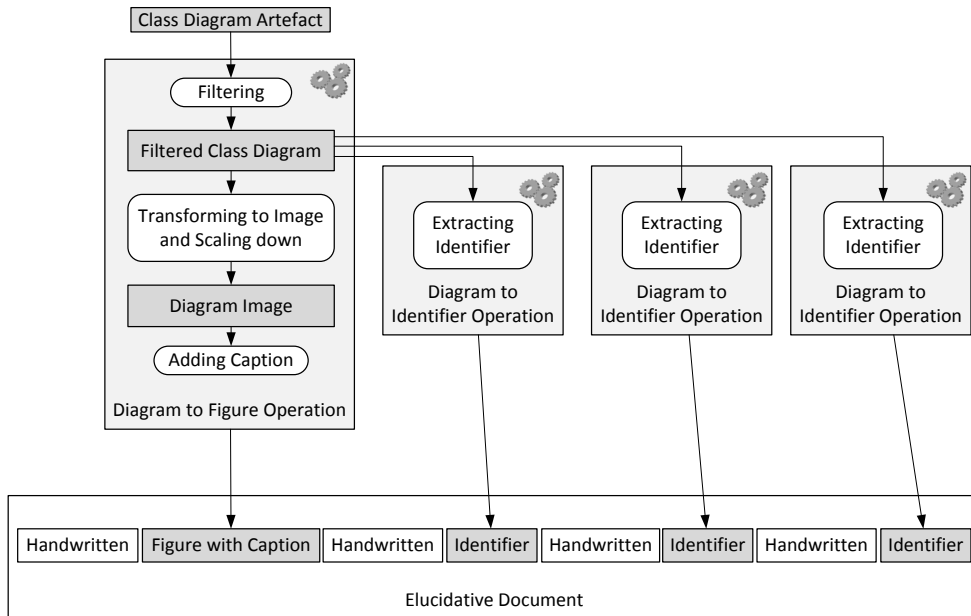 Class Diagram Artefact
Filtering
Filtered Class Diagram
Transforming to Image
and Scaling down
Diagram Image
Adding Caption
Diagram to Figure Operation
Extracting
Identifier
Diagram to
Identifier Operation
Extracting
Identifier
Diagram to
Identifier Operation
Extracting
Identifier
Diagram to
Identifier Operation
Handwritten
Figure with Caption
Handwritten
Identifier
Handwritten
Identifier
Handwritten
Identifier
Elucidative Document